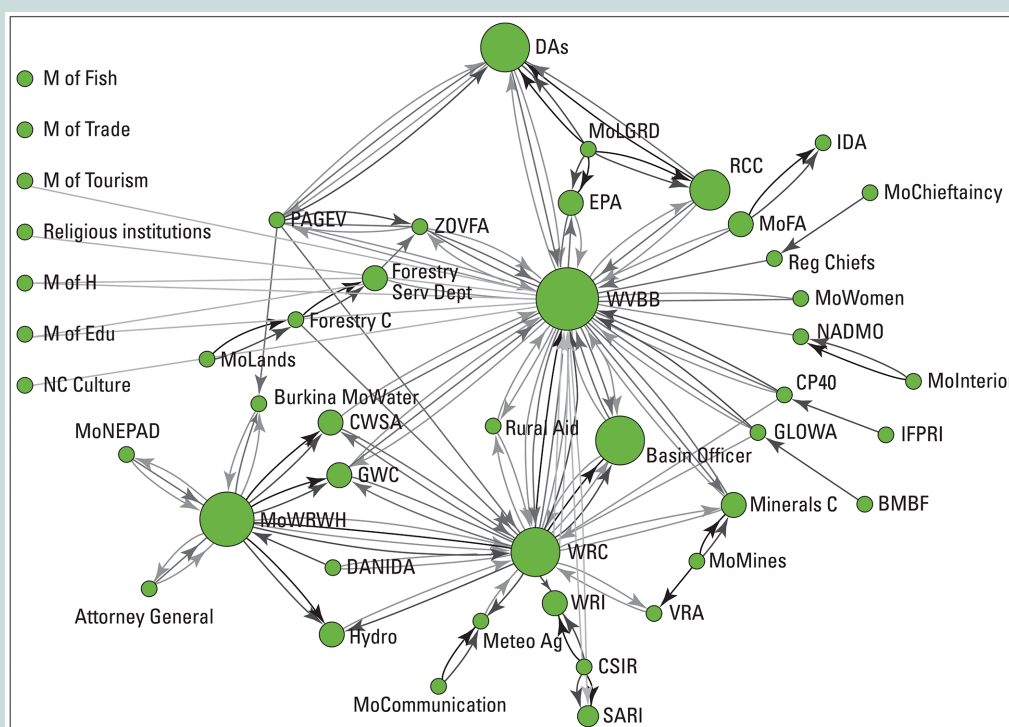 DAs
M of Fish
M of Trade
MoLGRD
IDA
RCC
M of Tourism
MoChieftaincy
EPA
PAGEV
ZOVFA
MoFA
Religious institutions
Reg Chiefs
Forestry
Serv Dept
M of H
WVBB
MoWomen
Forestry C
NADMO
M of Edu
MoLands
MoInterior
NC Culture
CP40
Burkina MoWater
CWSA
Rural Aid
GLOWA
IFPRI
MoNEPAD
Basin Officer
GWC
Minerals C
BMBF
MoWRWH
WRC
DANIDA
MoMines
Attorney General
WRI
VRA
Hydro
Meteo Ag
CSIR
MoCommunication
SARI